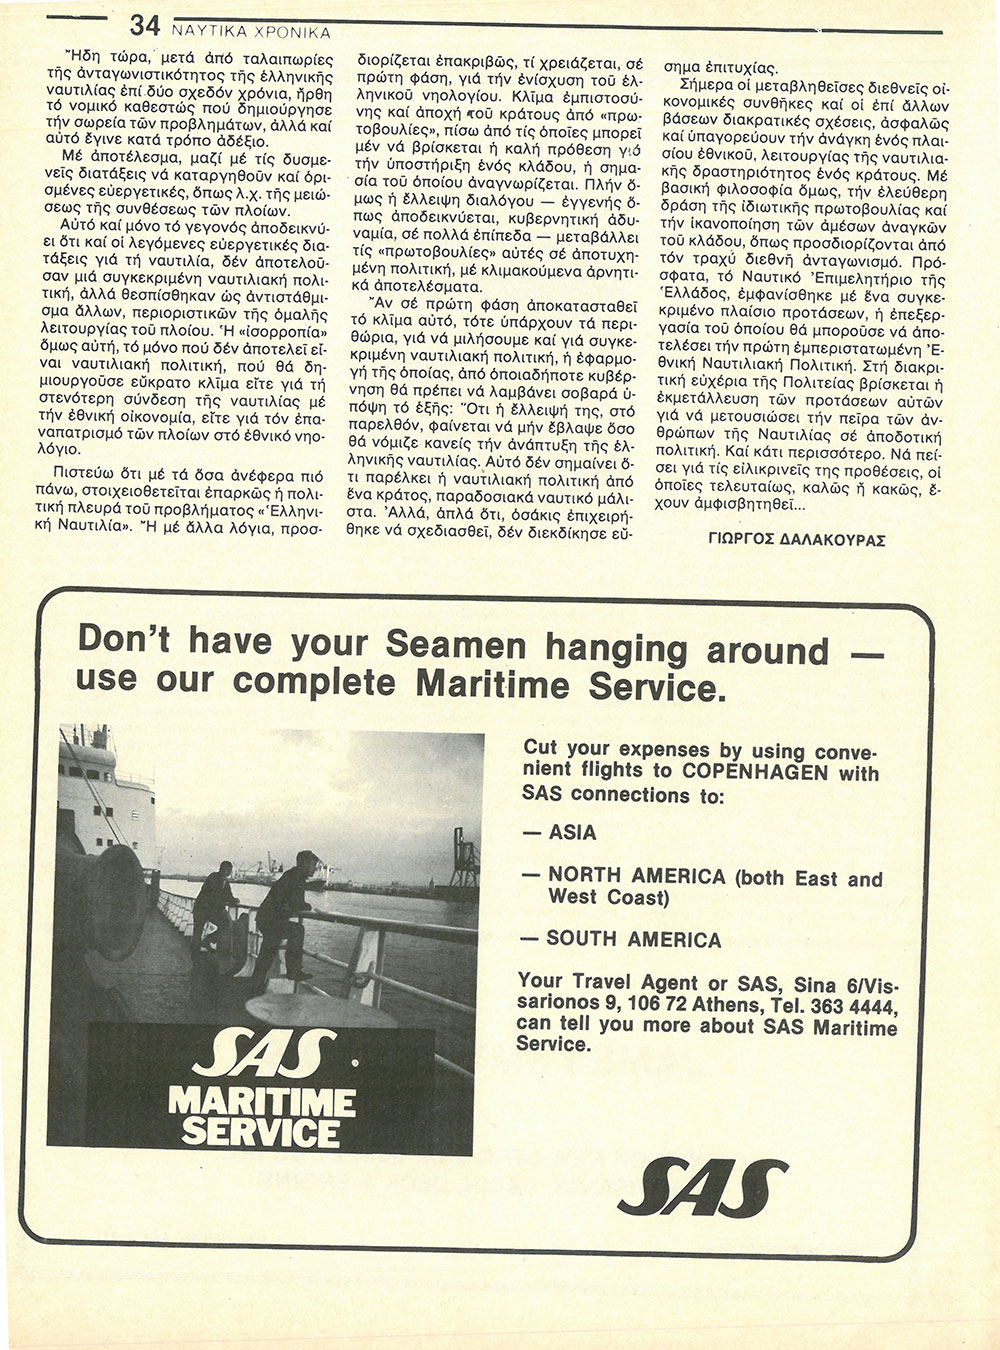 34 ΝΑΥΤΙΚΑ ΧΡΟΝΙΚΑ
Ἤδη τώρα, μετά ἀπό ταλαιπωρίες
τῆς ἀνταγωνιστικότητος τῆς ἑλληνικῆς
ναυτιλίας ἐπί δύο σχεδόν χρόνια, ἤρθη
τό νομικό καθεστώς πού δημιούργησε
τήν σωρεία τῶν προβλημάτων, ἀλλά καί
αὐτό ἔγινε κατά τρόπο ἀδέξιο.
Μέ ἀποτέλεσμα, μαζί μέ τίς δυσμε-
νεῖς διατάξεις νά καταργηθοῦν καί ὁρι-
σμένες εὐεργετικές, ὅπως λ.χ. τῆς μειώ-
σεως τῆς συνθέσεως τῶν πλοίων.
Αὐτό καί μόνο τό γεγονός ἀποδεικνύ-
ει ὅτι καί οἱ λεγόμενες εὐεργετικές δια-
τάξεις γιά τή ναυτιλία, δέν ἀποτελοῦ-
σαν μιά συγκεκριμένη ναυτιλιακή πολι-
τική, ἀλλά θεσπίσθηκαν ὡς ἀντιστάθμι-
σμα ἄλλων, περιοριστικῶν τῆς ὁμαλῆς
λειτουργίας τοῦ πλοίου. Ἡ «ἰσορροπία»
ὅμως αὐτή, τό μόνο πού δέν ἀποτελεῖ εἶ-
ναι ναυτιλιακή πολιτική, πού θά δη-
μιουργοῦσε εὔκρατο κλίμα εἴτε γιά τή
στενότερη σύνδεση τῆς ναυτιλίας μέ
τήν ἐθνική οἰκονομία, εἴτε γιά τόν ἐπα-
ναπατρισμό τῶν πλοίων στό ἐθνικό νηο-
λόγιο.
Πιστεύω ὅτι μέ τά ὅσα ἀνέφερα πιό
πάνω, στοιχειοθετεῖται ἐπαρκῶς ἡ πολι-
τική πλευρά τοῦ προβλήματος «Ἑλληνι-
κή Ναυτιλία». Ἤ μέ ἄλλα λόγια, προσ-
διορίζεται ἐπακριβῶς, τί χρειάζεται, σέ
πρώτη φάση, γιά τήν ἐνίσχυση τοῦ ἑλ-
ληνικοῦ νηολογίου. Κλῖμα ἐμπιστοσύ-
νης καί ἀποχή τοῦ κράτους ἀπό «πρω-
τοβουλίες», πίσω ἀπό τίς ὁποῖες μπορεῖ
μέν νά βρίσκεται ἡ καλή πρόθεση γιά
τήν ὑποστήριξη ἑνός κλάδου, ἡ σημα-
σία τοῦ ὁποίου ἀναγνωρίζεται. Πλήν ὅ-
μως ἡ ἔλλειψη διαλόγου — ἐγγενής ὅ-
πως ἀποδεικνύεται, κυβερνητική ἀδυ-
ναμία, σέ πολλά ἐπίπεδα — μεταβάλλει
τίς «πρωτοβουλίες» αὐτές σέ ἀποτυχη-
μένη πολιτική, μέ κλιμακούμενα ἀρνητι-
κά ἀποτελέσματα.
Ἄν σέ πρώτη φάση ἀποκατασταθεῖ
τό κλῖμα αὐτό, τότε ὑπάρχουν τά περι-
θώρια, γιά νά μιλήσουμε καί γιά συγκε-
κριμένη ναυτιλιακή πολιτική, ἡ ἐφαρμο-
γή τῆς ὁποίας, ἀπό ὁποιαδήποτε κυβέρ-
νηση θά πρέπει νά λαμβάνει σοβαρά ὑ-
πόψη τό ἑξῆς: Ὅτι ἡ ἔλλειψή της, στό
παρελθόν, φαίνεται νά μήν ἔβλαψε ὅσο
θά νόμιζε κανείς τήν ἀνάπτυξη τῆς ἑλ-
ληνικῆς ναυτιλίας. Αὐτό δέν σημαίνει ὅ-
τι παρέλκει ἡ ναυτιλιακή πολιτική ἀπό
ἕνα κράτος, παραδοσιακά ναυτικό μάλι-
στα. Ἀλλά, ἁπλά ὅτι, ὁσάκις ἐπιχειρή-
θηκε νά σχεδιασθεῖ, δέν διεκδίκησε εὔ-
σημα ἐπιτυχίας.
Σήμερα οἱ μεταβληθεῖσες διεθνεῖς οἰ-
κονομικές συνθῆκες καί οἱ ἐπί ἄλλων
βάσεων διακρατικές σχέσεις, ἀσφαλῶς
καί ὑπαγορεύουν τήν ἀνάγκη ἑνός πλαι-
σίου ἐθνικοῦ, λειτουργίας τῆς ναυτιλια-
κῆς δραστηριότητος ἑνός κράτους. Μέ
βασική φιλοσοφία ὅμως, τήν ἐλεύθερη
δράση τῆς ἰδιωτικῆς πρωτοβουλίας καί
τήν ἱκανοποίηση τῶν ἀμέσων ἀναγκῶν
τοῦ κλάδου, ὅπως προσδιορίζονται ἀπό
τόν τραχύ διεθνῆ ἀνταγωνισμό. Πρό-
σφατα, τό Ναυτικό Ἐπιμελητήριο τῆς
Ἑλλάδος, ἐμφανίσθηκε μέ ἕνα συγκε-
κριμένο πλαίσιο προτάσεων, ἡ ἐπεξερ-
γασία τοῦ ὁποίου θά μποροῦσε νά ἀπο-
τελέσει τήν πρώτη ἐμπεριστατωμένη Ἐ-
θνική Ναυτιλιακή Πολιτική. Στή διακρι-
τική εὐχέρια τῆς Πολιτείας βρίσκεται ἡ
ἐκμετάλλευση τῶν προτάσεων αὐτῶν
γιά νά μετουσιώσει τήν πεῖρα τῶν ἀν-
θρώπων τῆς Ναυτιλίας σέ ἀποδοτική
πολιτική. Καί κάτι περισσότερο. Νά πεί-
σει γιά τίς εἰλικρινεῖς της προθέσεις, οἱ
ὁποῖες τελευταίως, καλῶς ἤ κακῶς, ἔ-
χουν ἀμφισβητηθεῖ...
ΓΙΩΡΓΟΣ ΔΑΛΑΚΟΥΡΑΣ
Don't have your Seamen hanging around —
use our complete Maritime Service.
Cut your expenses by using conve-
nient flights to COPENHAGEN with
SAS connections to:
— ASIA
— NORTH AMERICA (both East and
West Coast)
— SOUTH AMERICA
Your Travel Agent or SAS, Sina 6/Vis-
sarionos 9, 106 72 Athens, Tel. 363 4444,
can tell you more about SAS Maritime
Service.
SAS
MARITIME
SERVICE
SAS